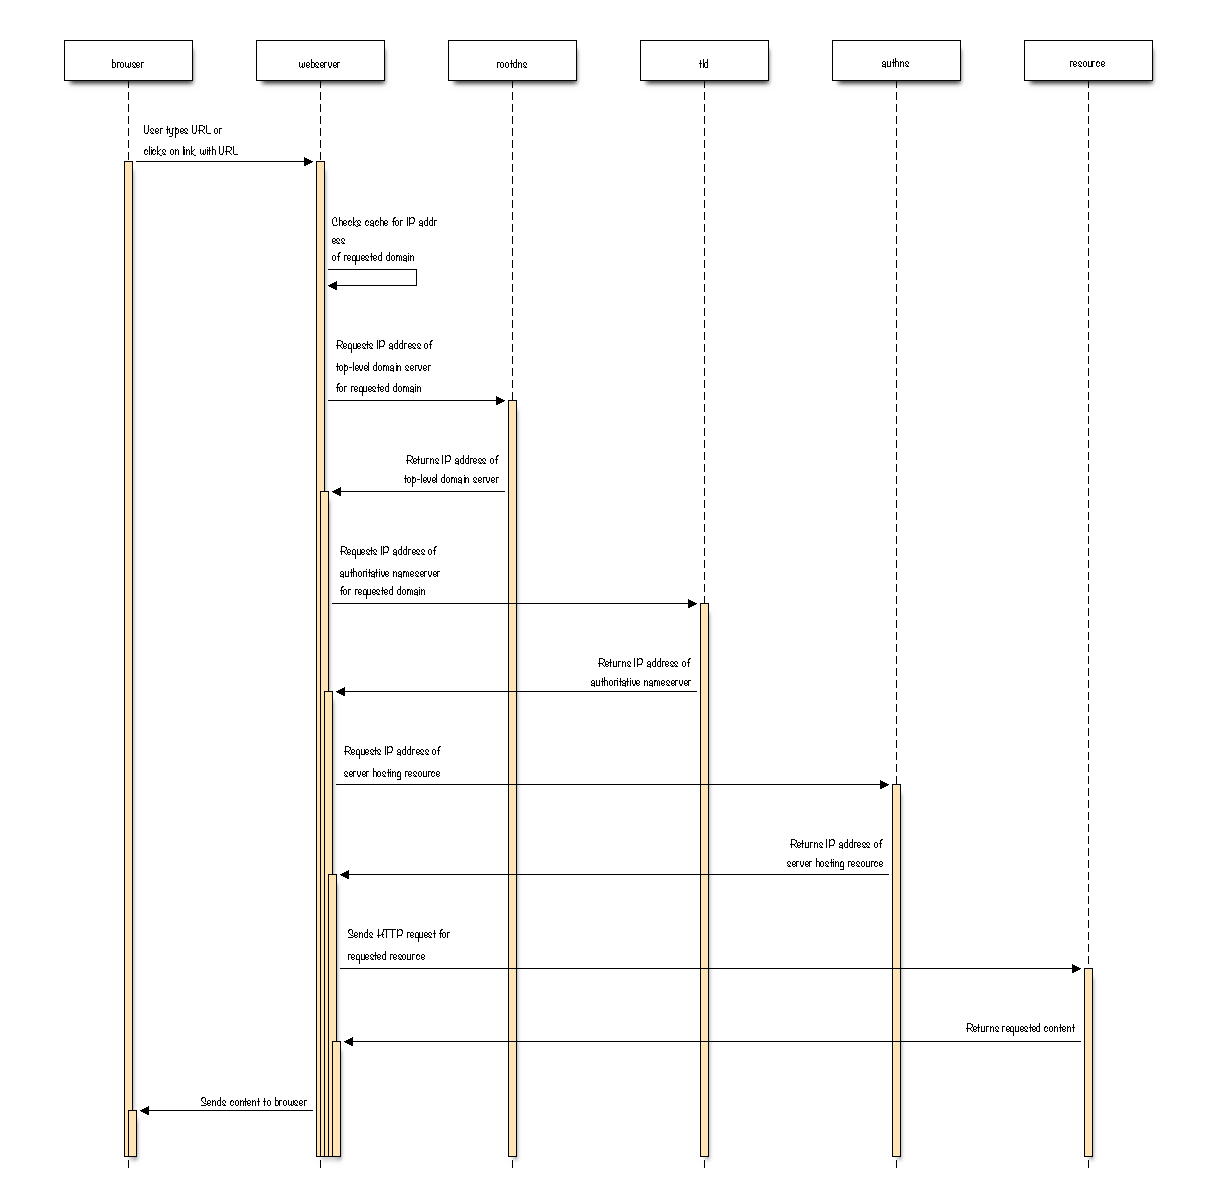 browser
webserver
rootdns
tld
authns
resource
User types URL or
clicks on link with URL
Checks cache for IP addr
ess
of requested domain
Requests IP address of
top-level domain server
for requested domain
Returns IP address of
top-level domain server
Requests IP address of
authoritative nameserver
for requested domain
Returns IP address of
authoritative nameserver
Requests IP address of
server hosting resource
Returns IP address of
server hosting resource
Sends HTTP request for
requested resource
Returns requested content
Sends content to browser